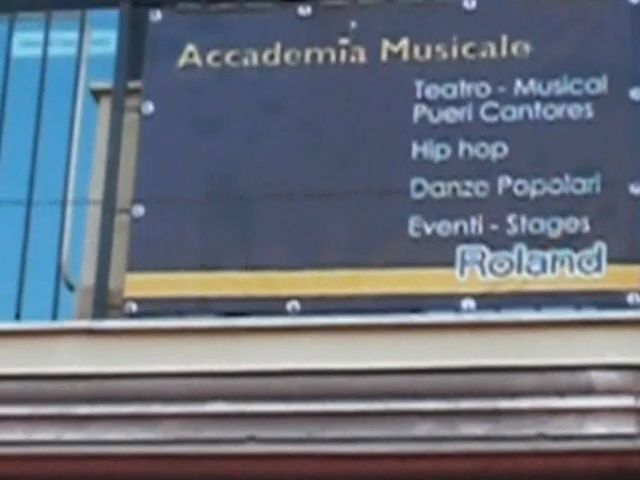 Accademia Musicale
Teatro - Musical
Pueri Cantores
Hip hop
Danze Popolari
Eventi - Stages
Roland